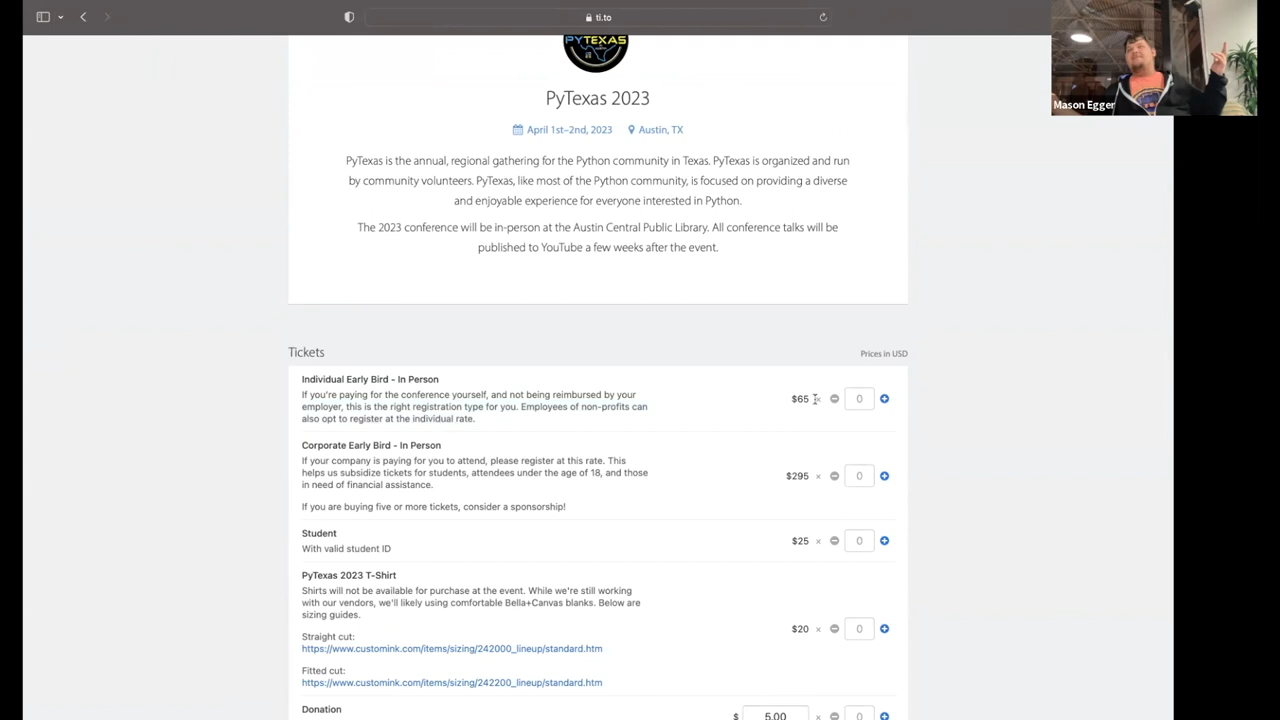 ti.to
Mason Egger
PYTEXAS
PyTexas 2023
April 1st–2nd, 2023 Austin, TX
PyTexas is the annual, regional gathering for the Python community in Texas. PyTexas is organized and run
by community volunteers. PyTexas, like most of the Python community, is focused on providing a diverse
and enjoyable experience for everyone interested in Python.
The 2023 conference will be in-person at the Austin Central Public Library. All conference talks will be
published to YouTube a few weeks after the event.
Tickets Prices in USD
Individual Early Bird - In Person
If you're paying for the conference yourself, and not being reimbursed by your
employer, this is the right registration type for you. Employees of non-profits can
also opt to register at the individual rate.
$65 × 0
Corporate Early Bird - In Person
If your company is paying for you to attend, please register at this rate. This
helps us subsidize tickets for students, attendees under the age of 18, and those
in need of financial assistance.
If you are buying five or more tickets, consider a sponsorship!
$295 × 0
Student
With valid student ID
$25 × 0
PyTexas 2023 T-Shirt
Shirts will not be available for purchase at the event. While we're still working
with our vendors, we'll likely using comfortable Bella+Canvas blanks. Below are
sizing guides.
Straight cut:
https://www.customink.com/items/sizing/242000_lineup/standard.htm
Fitted cut:
https://www.customink.com/items/sizing/242200_lineup/standard.htm
$20 × 0
Donation
$ 5.00 × 0